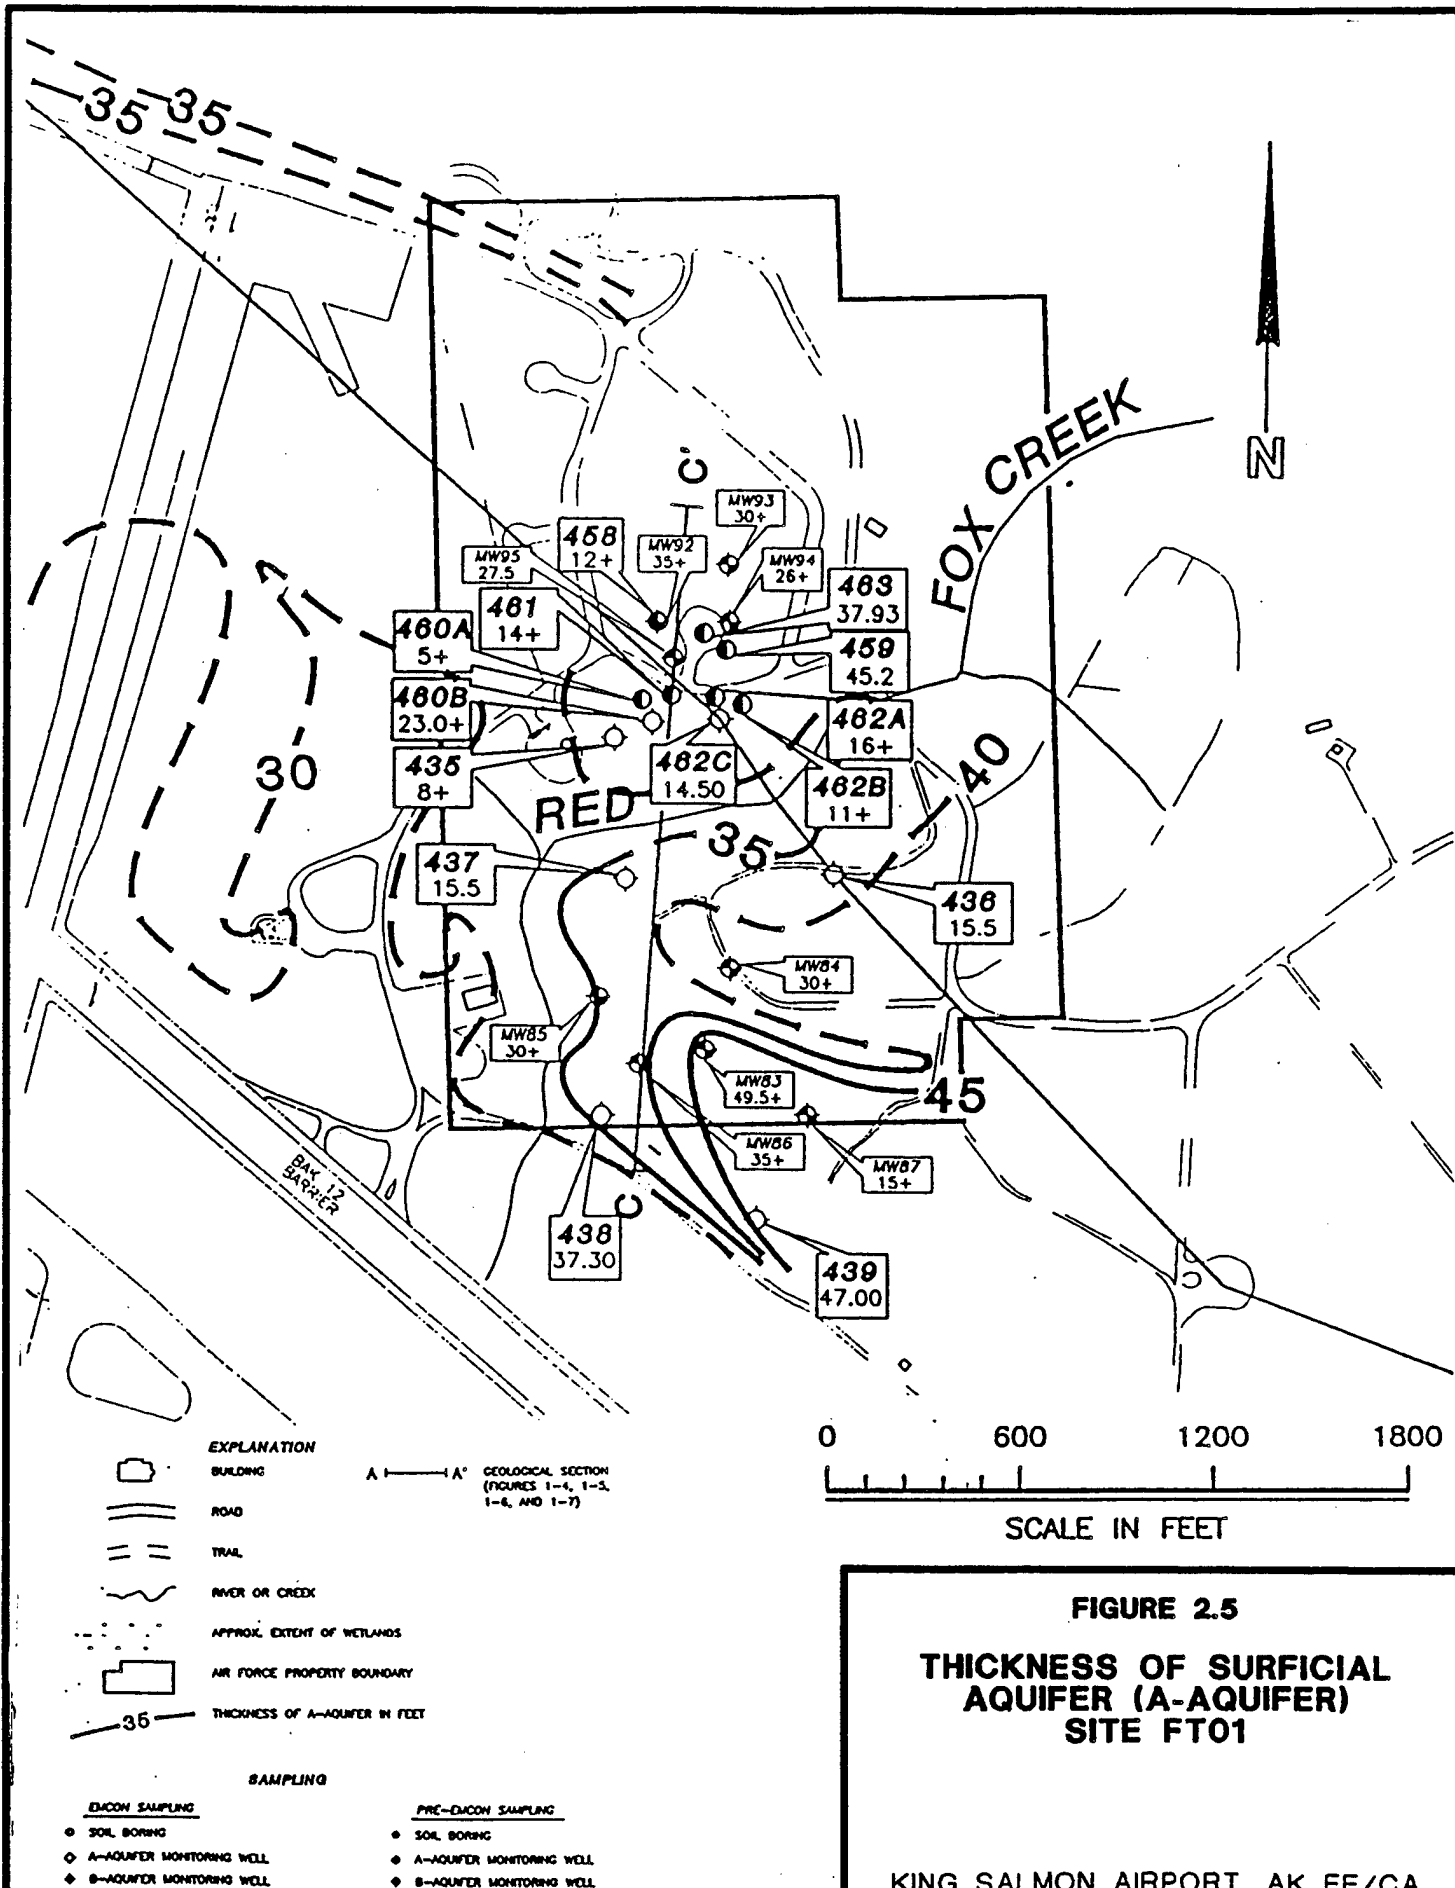 35
35
N
FOX CREEK
C'
MW93
30+
458
12+
MW92
35+
MW95
27.5
MW94
26+
463
37.93
461
14+
460A
5+
459
45.2
460B
23.0+
462A
16+
435
8+
462C
14.50
462B
11+
30
40
RED
35
437
15.5
436
15.5
MW84
30+
MW85
30+
MW83
49.5+
45
MW86
35+
MW87
15+
BAK 12
BARRIER
C
438
37.30
439
47.00
EXPLANATION
BUILDING
A A'
GEOLOGICAL SECTION
(FIGURES 1-4, 1-5,
1-6, AND 1-7)
ROAD
TRAIL
RIVER OR CREEK
APPROX. EXTENT OF WETLANDS
AIR FORCE PROPERTY BOUNDARY
35
THICKNESS OF A-AQUIFER IN FEET
0 600 1200 1800
SCALE IN FEET
FIGURE 2.5
THICKNESS OF SURFICIAL
AQUIFER (A-AQUIFER)
SITE FT01
KING SALMON AIRPORT, AK EE/CA
SAMPLING
EMCON SAMPLING
SOIL BORING
A-AQUIFER MONITORING WELL
B-AQUIFER MONITORING WELL
PRE-EMCON SAMPLING
SOIL BORING
A-AQUIFER MONITORING WELL
B-AQUIFER MONITORING WELL